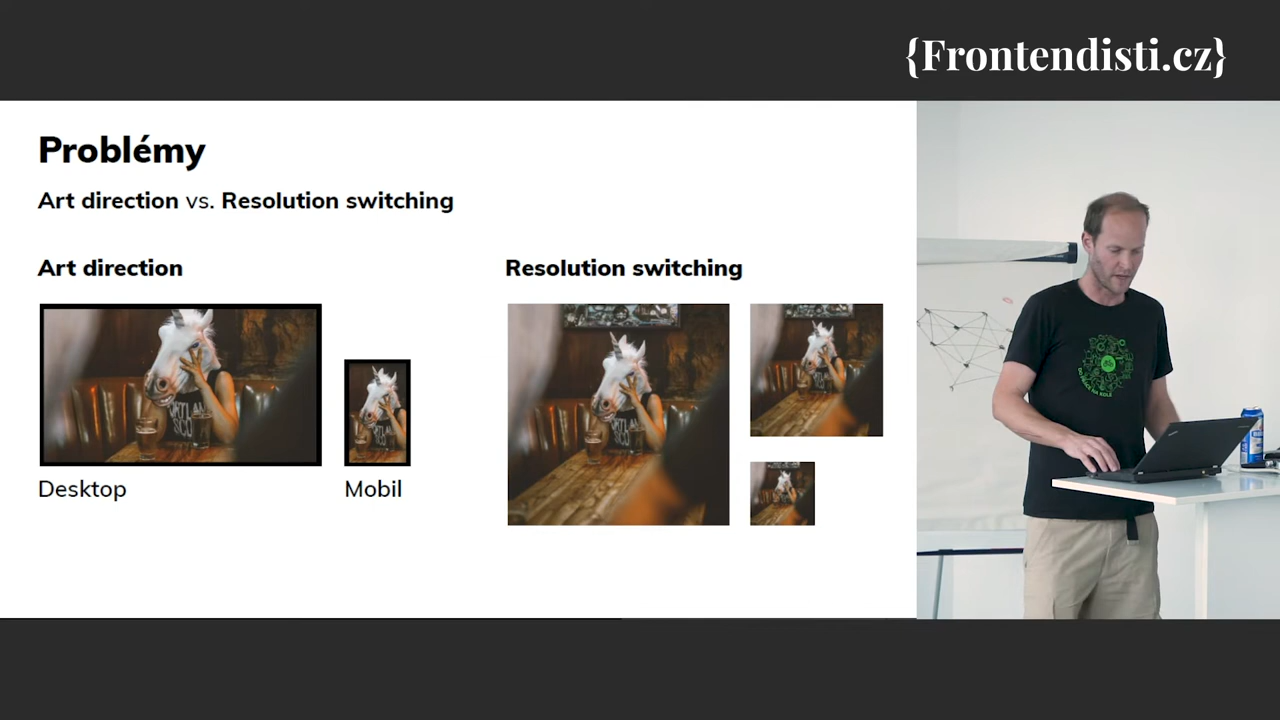 {Frontendisti.cz}
Problémy
Art direction vs. Resolution switching
Art direction
Resolution switching
Desktop
Mobil